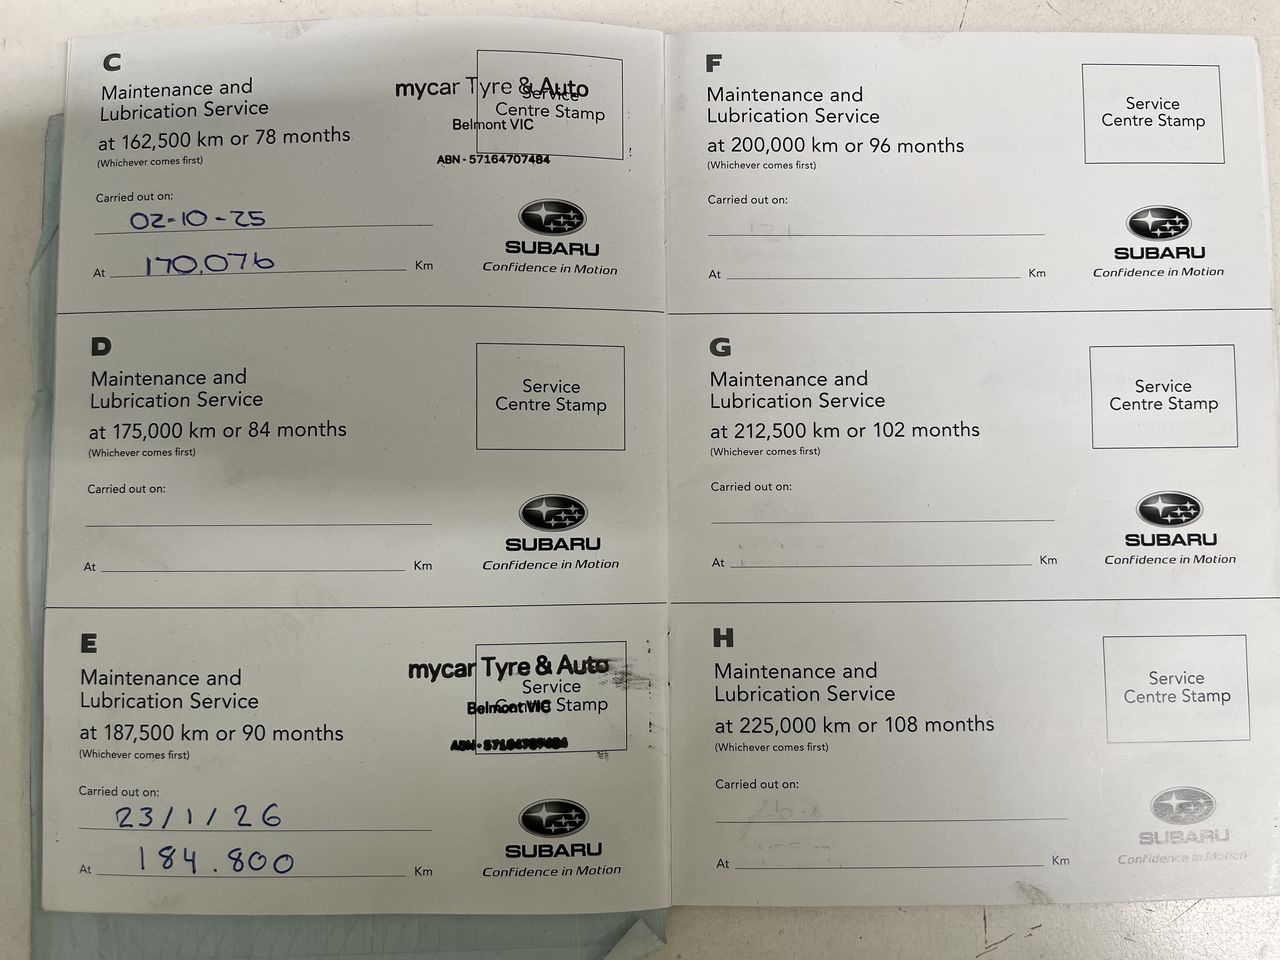 C
Maintenance and
Lubrication Service
at 162,500 km or 78 months
(Whichever comes first)
mycar Tyre & Auto
Service
Centre Stamp
Belmont VIC
ABN - 57164707484
Carried out on:
02-10-25
At 170,076 Km
SUBARU
Confidence in Motion
D
Maintenance and
Lubrication Service
at 175,000 km or 84 months
(Whichever comes first)
Service
Centre Stamp
Carried out on:
At Km
SUBARU
Confidence in Motion
E
Maintenance and
Lubrication Service
at 187,500 km or 90 months
(Whichever comes first)
mycar Tyre & Auto
Service
Centre Stamp
Belmont VIC
ABN - 57164707484
Carried out on:
23/1/26
At 184.800 Km
SUBARU
Confidence in Motion
F
Maintenance and
Lubrication Service
at 200,000 km or 96 months
(Whichever comes first)
Service
Centre Stamp
Carried out on:
At Km
SUBARU
Confidence in Motion
G
Maintenance and
Lubrication Service
at 212,500 km or 102 months
(Whichever comes first)
Service
Centre Stamp
Carried out on:
At Km
SUBARU
Confidence in Motion
H
Maintenance and
Lubrication Service
at 225,000 km or 108 months
(Whichever comes first)
Service
Centre Stamp
Carried out on:
At Km
SUBARU
Confidence in Motion